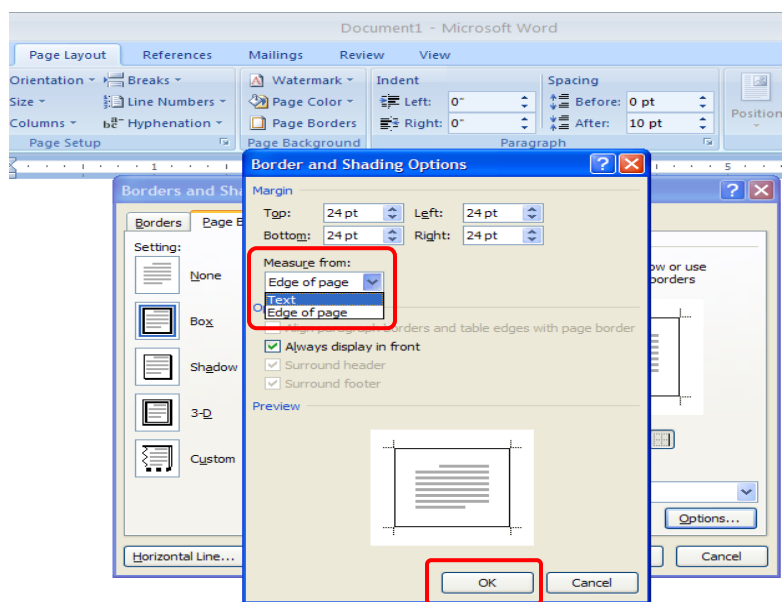 Document1 - Microsoft Word
Page Layout References Mailings Review View
Orientation Breaks Watermark Indent Spacing
Size Line Numbers Page Color Left: 0" Before: 0 pt
Columns Hyphenation Page Borders Right: 0" After: 10 pt Position
Page Setup Page Background Paragraph
1 5
Borders and Sh Border and Shading Options
Borders Page B Margin
Top: 24 pt Left: 24 pt
Bottom: 24 pt Right: 24 pt
Setting:
Measure from:
None Edge of page ow or use
borders
Text
Edge of page
Box Align paragraph borders and table edges with page border
Always display in front
Shadow Surround header
Surround footer
Preview
3-D
Custom
Options...
Horizontal Line... Cancel
OK Cancel